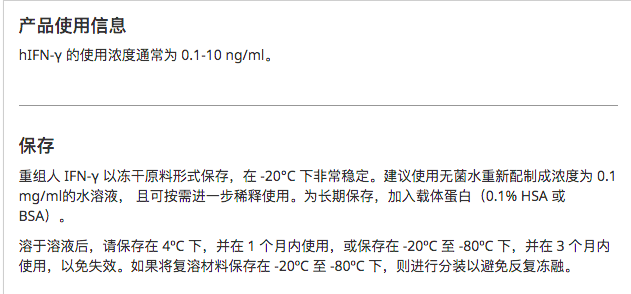 产品使用信息
hIFN-γ 的使用浓度通常为 0.1-10 ng/ml。
保存
重组人 IFN-γ 以冻干原料形式保存，在 -20°C 下非常稳定。建议使用无菌水重新配制成浓度为 0.1
mg/ml的水溶液， 且可按需进一步稀释使用。为长期保存，加入载体蛋白（0.1% HSA 或
BSA）。
溶于溶液后，请保存在 4ºC 下，并在 1 个月内使用，或保存在 -20ºC 至 -80ºC 下，并在 3 个月内
使用，以免失效。如果将复溶材料保存在 -20ºC 至 -80ºC 下，则进行分装以避免反复冻融。